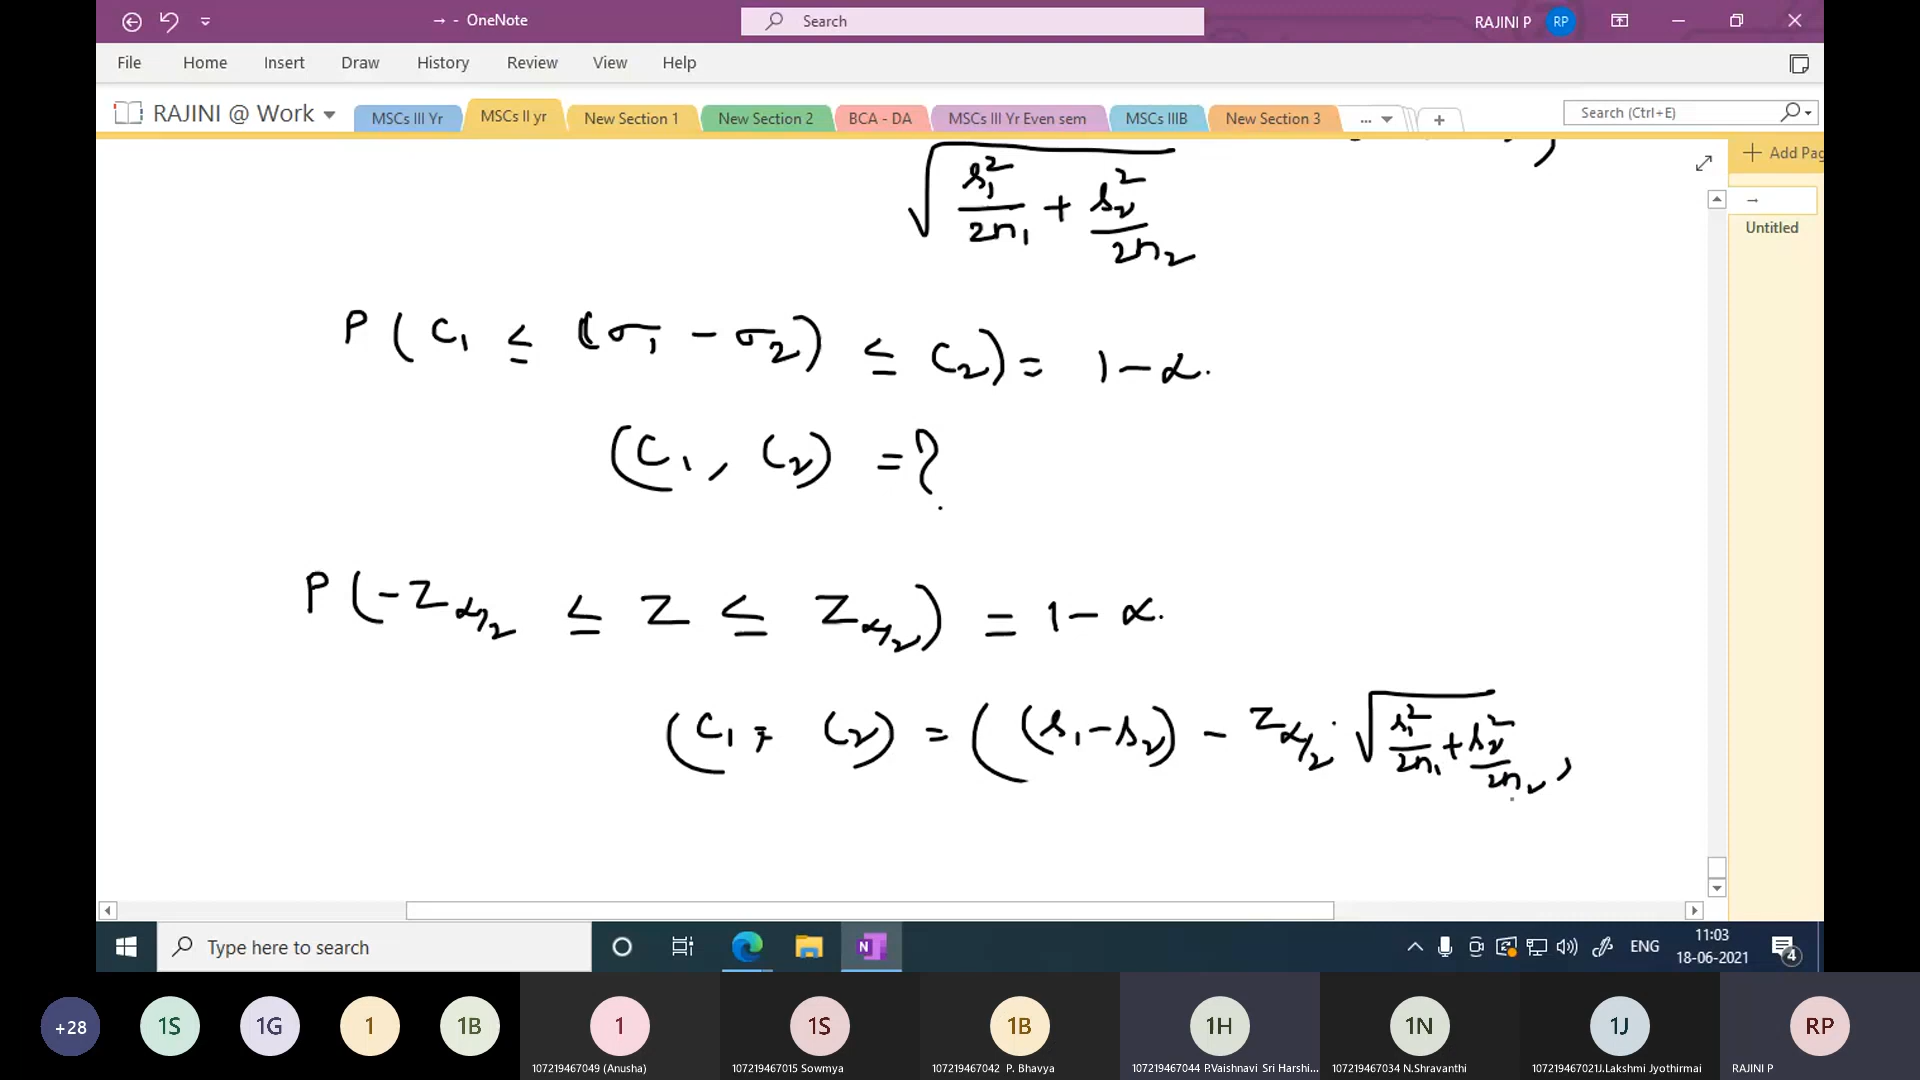 → - OneNote
Search
RAJINI P RP
File Home Insert Draw History Review View Help
RAJINI @ Work
MSCs III Yr MSCs II yr New Section 1 New Section 2 BCA - DA MSCs III Yr Even sem MSCs IIIB New Section 3 ... +
Search (Ctrl+E)
Add Pag
→
Untitled
√(s₁²/2n₁ + s₂²/2n₂)
P(C₁ ≤ (σ₁ - σ₂) ≤ C₂) = 1-α.
(C₁, C₂) = ?
P(-Z_α/2 ≤ Z ≤ Z_α/2) = 1-α.
(C₁, C₂) = ((s₁-s₂) - Z_α/2 · √(s₁²/2n₁ + s₂²/2n₂),
Type here to search
N
ENG
11:03
18-06-2021
4
+28 1S 1G 1 1B 1 1S 1B 1H 1N 1J RP
107219467049 (Anusha) 107219467015 Sowmya 107219467042 P. Bhavya 107219467044 P.Vaishnavi Sri Harshi... 107219467034 N.Shravanthi 107219467021J.Lakshmi Jyothirmai RAJINI P